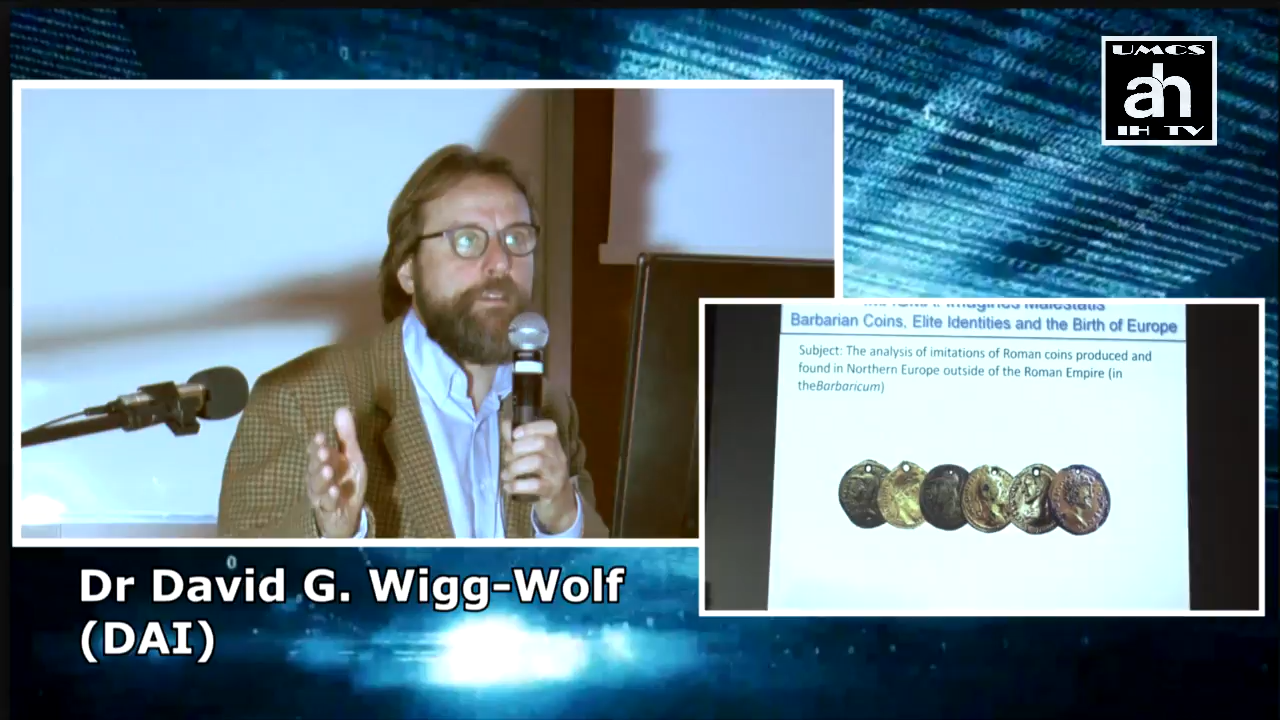 UMCS
ah
IH TV
Imagines Maiestatis
Barbarian Coins, Elite Identities and the Birth of Europe
Subject: The analysis of imitations of Roman coins produced and
found in Northern Europe outside of the Roman Empire (in
theBarbaricum)
Dr David G. Wigg-Wolf
(DAI)